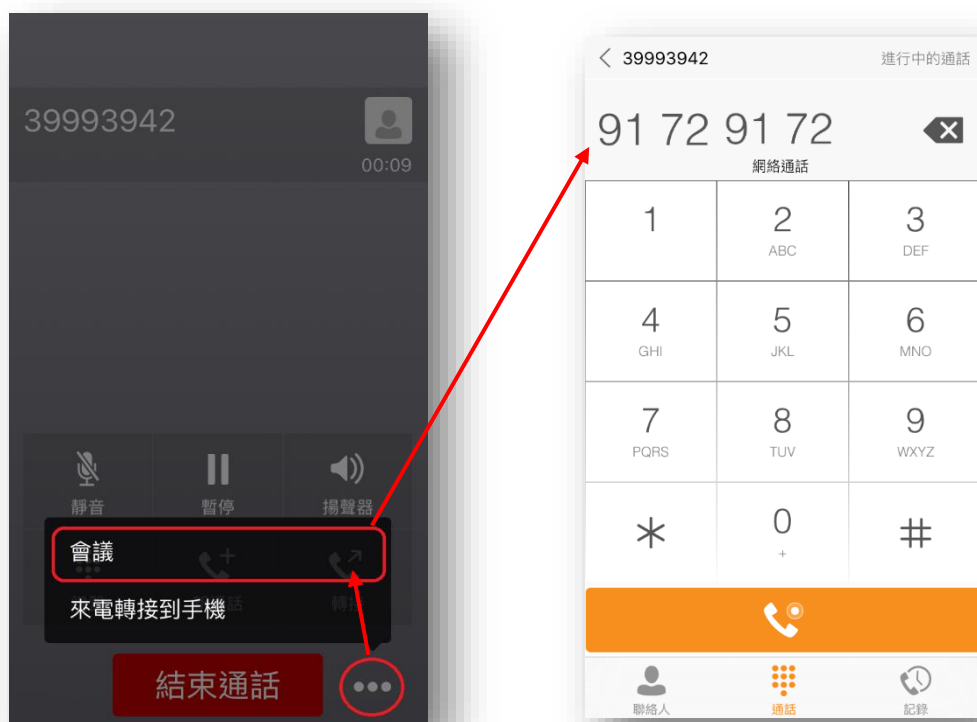 39993942
00:09
靜音
暫停
揚聲器
會議
來電轉接到手機
轉接
結束通話
39993942
進行中的通話
91 72 91 72
網絡通話
1
2
3
ABC
DEF
4
5
6
GHI
JKL
MNO
7
8
9
PQRS
TUV
WXYZ
*
0
#
+
聯絡人
通話
記錄